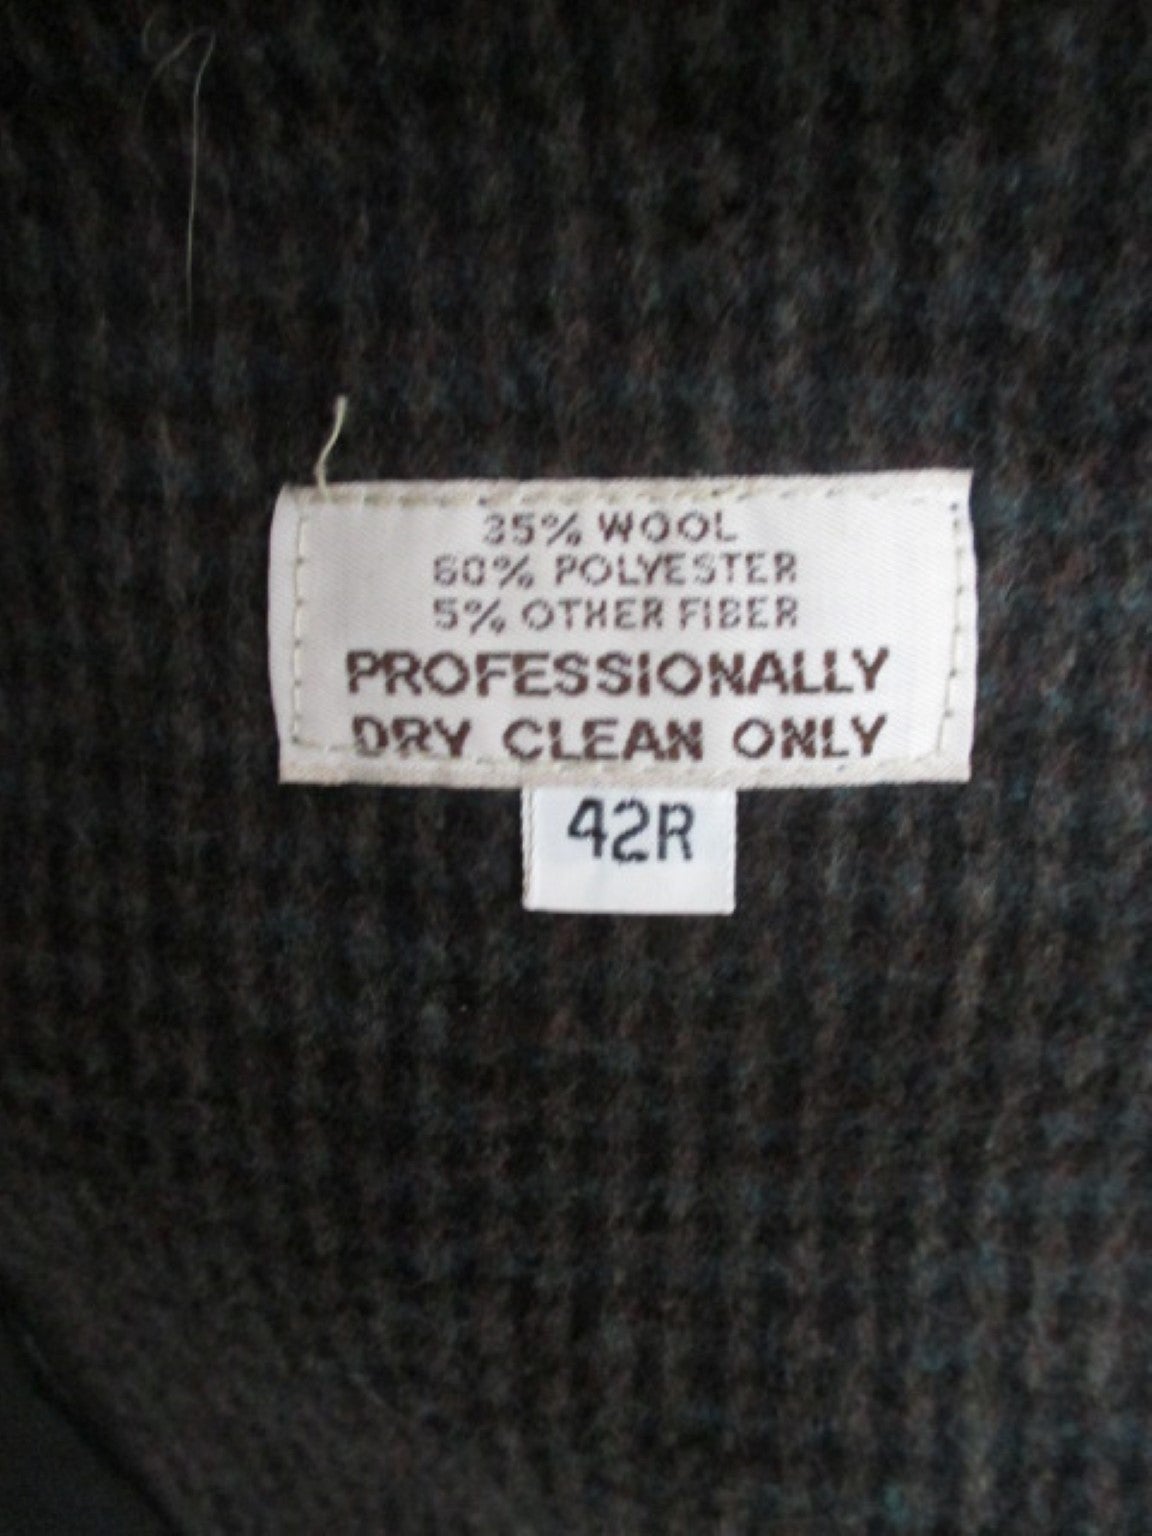 35% WOOL
60% POLYESTER
5% OTHER FIBER
PROFESSIONALLY
DRY CLEAN ONLY
42R